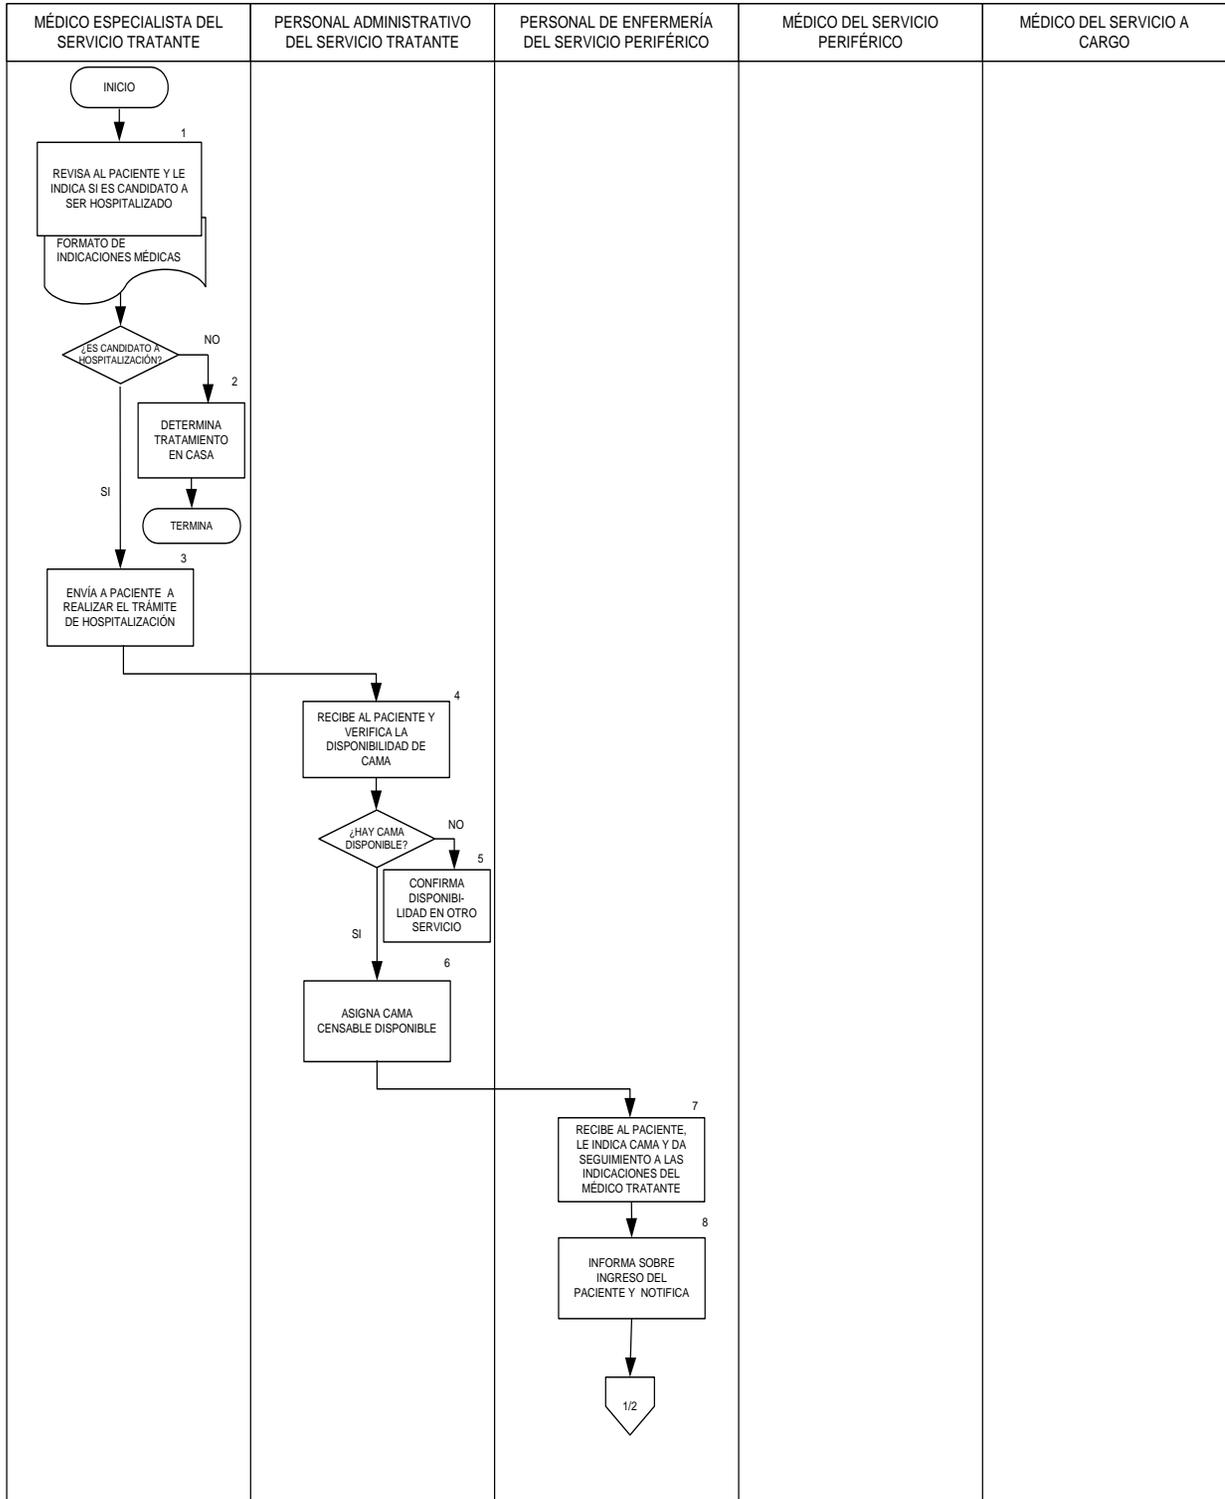 MÉDICO ESPECIALISTA DEL
SERVICIO TRATANTE
PERSONAL ADMINISTRATIVO
DEL SERVICIO TRATANTE
PERSONAL DE ENFERMERÍA
DEL SERVICIO PERIFÉRICO
MÉDICO DEL SERVICIO
PERIFÉRICO
MÉDICO DEL SERVICIO A
CARGO
INICIO
1
REVISA AL PACIENTE Y LE
INDICA SI ES CANDIDATO A
SER HOSPITALIZADO
FORMATO DE
INDICACIONES MÉDICAS
¿ES CANDIDATO A
HOSPITALIZACIÓN?
NO
2
DETERMINA
TRATAMIENTO
EN CASA
SI
TERMINA
3
ENVÍA A PACIENTE A
REALIZAR EL TRÁMITE
DE HOSPITALIZACIÓN
4
RECIBE AL PACIENTE Y
VERIFICA LA
DISPONIBILIDAD DE
CAMA
¿HAY CAMA
DISPONIBLE?
NO
5
CONFIRMA
DISPONIBI-
LIDAD EN OTRO
SERVICIO
SI
6
ASIGNA CAMA
CENSABLE DISPONIBLE
7
RECIBE AL PACIENTE,
LE INDICA CAMA Y DA
SEGUIMIENTO A LAS
INDICACIONES DEL
MÉDICO TRATANTE
8
INFORMA SOBRE
INGRESO DEL
PACIENTE Y NOTIFICA
1/2